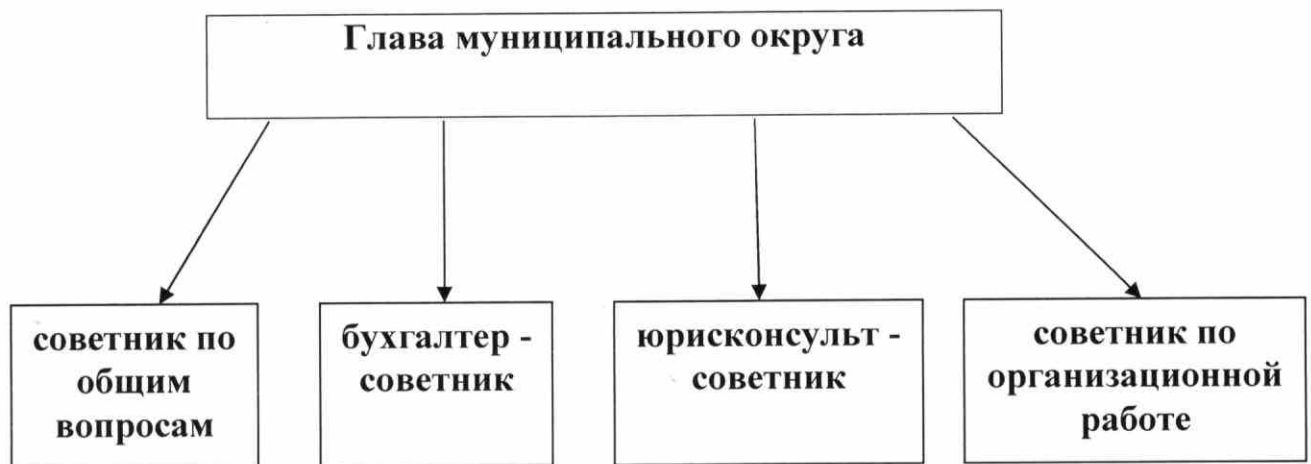 Глава муниципального округа
советник по
общим
вопросам
бухгалтер -
советник
юрисконсульт -
советник
советник по
организационной
работе